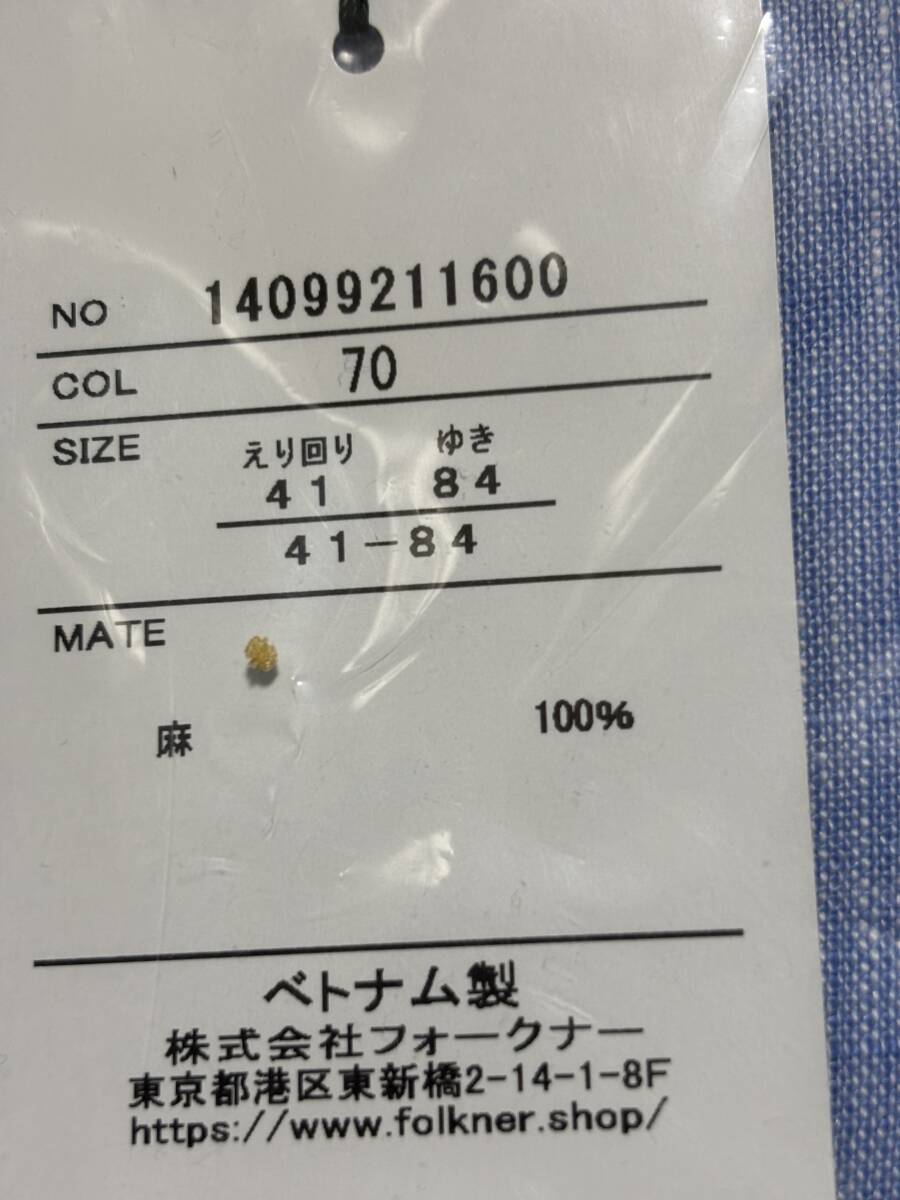 NO 14099211600
COL 70
SIZE えり回り ゆき
41 84
41-84
MATE
麻 100%
ベトナム製
株式会社フォークナー
東京都港区東新橋2-14-1-8F
https://www.folkner.shop/